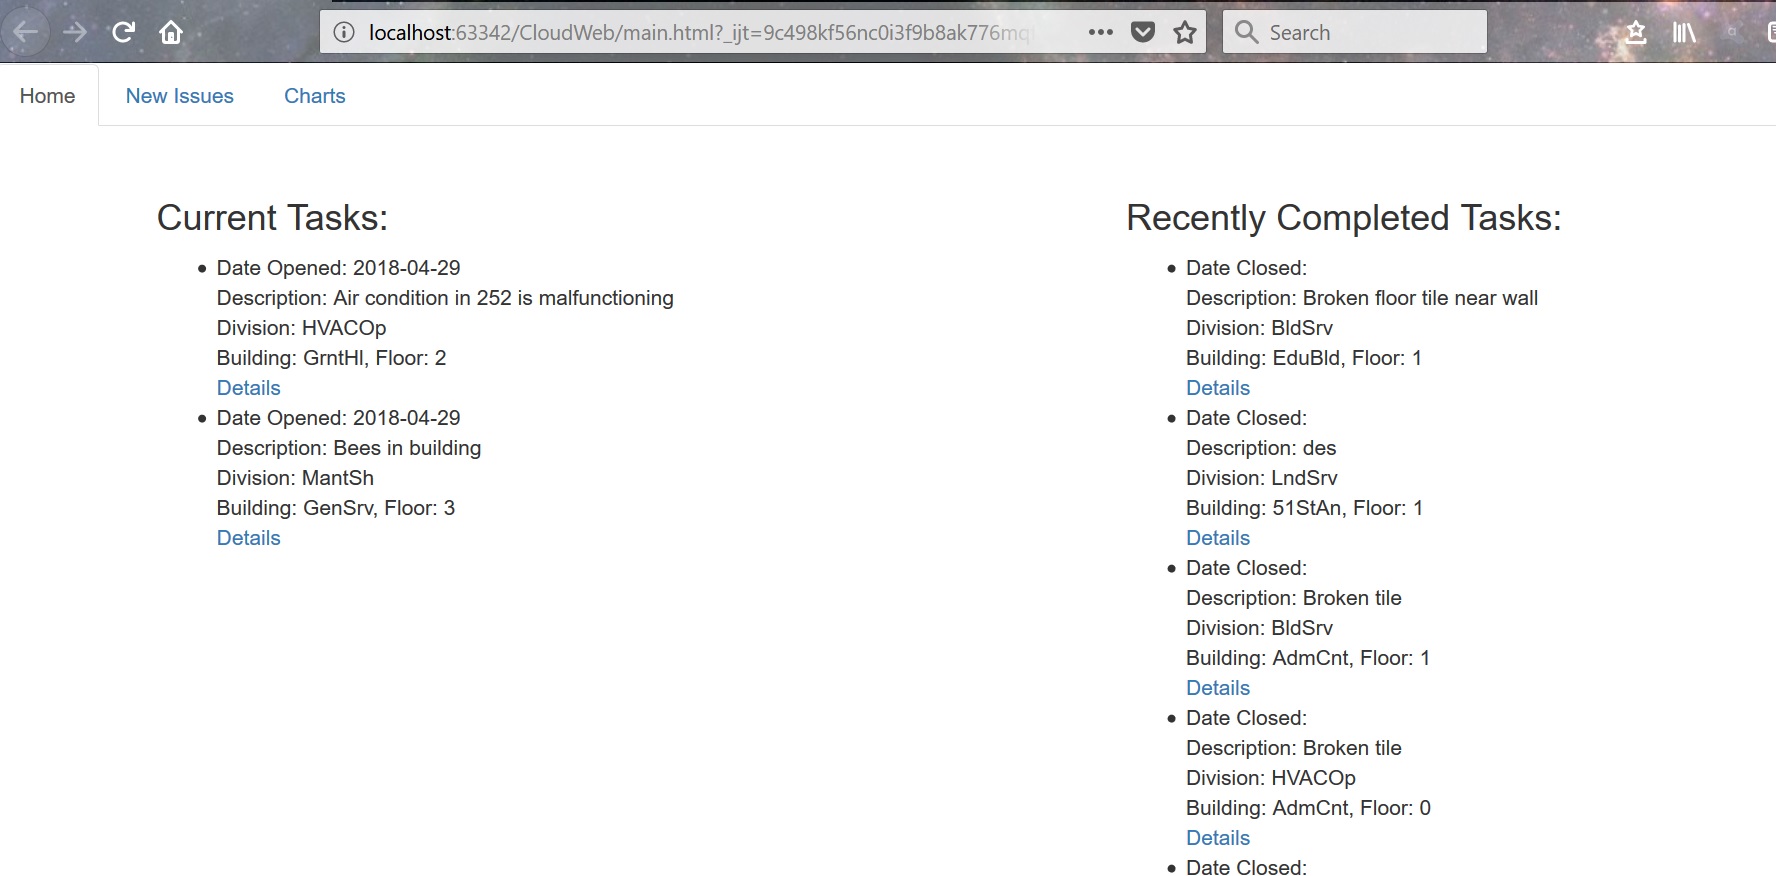 localhost:63342/CloudWeb/main.html?_ijt=9c498kf56nc0i3f9b8ak776mq
Search
Home
New Issues
Charts
Current Tasks:
Date Opened: 2018-04-29
Description: Air condition in 252 is malfunctioning
Division: HVACOp
Building: GrntHl, Floor: 2
Details
Date Opened: 2018-04-29
Description: Bees in building
Division: MantSh
Building: GenSrv, Floor: 3
Details
Recently Completed Tasks:
Date Closed:
Description: Broken floor tile near wall
Division: BldSrv
Building: EduBld, Floor: 1
Details
Date Closed:
Description: des
Division: LndSrv
Building: 51StAn, Floor: 1
Details
Date Closed:
Description: Broken tile
Division: BldSrv
Building: AdmCnt, Floor: 1
Details
Date Closed:
Description: Broken tile
Division: HVACOp
Building: AdmCnt, Floor: 0
Details
Date Closed: